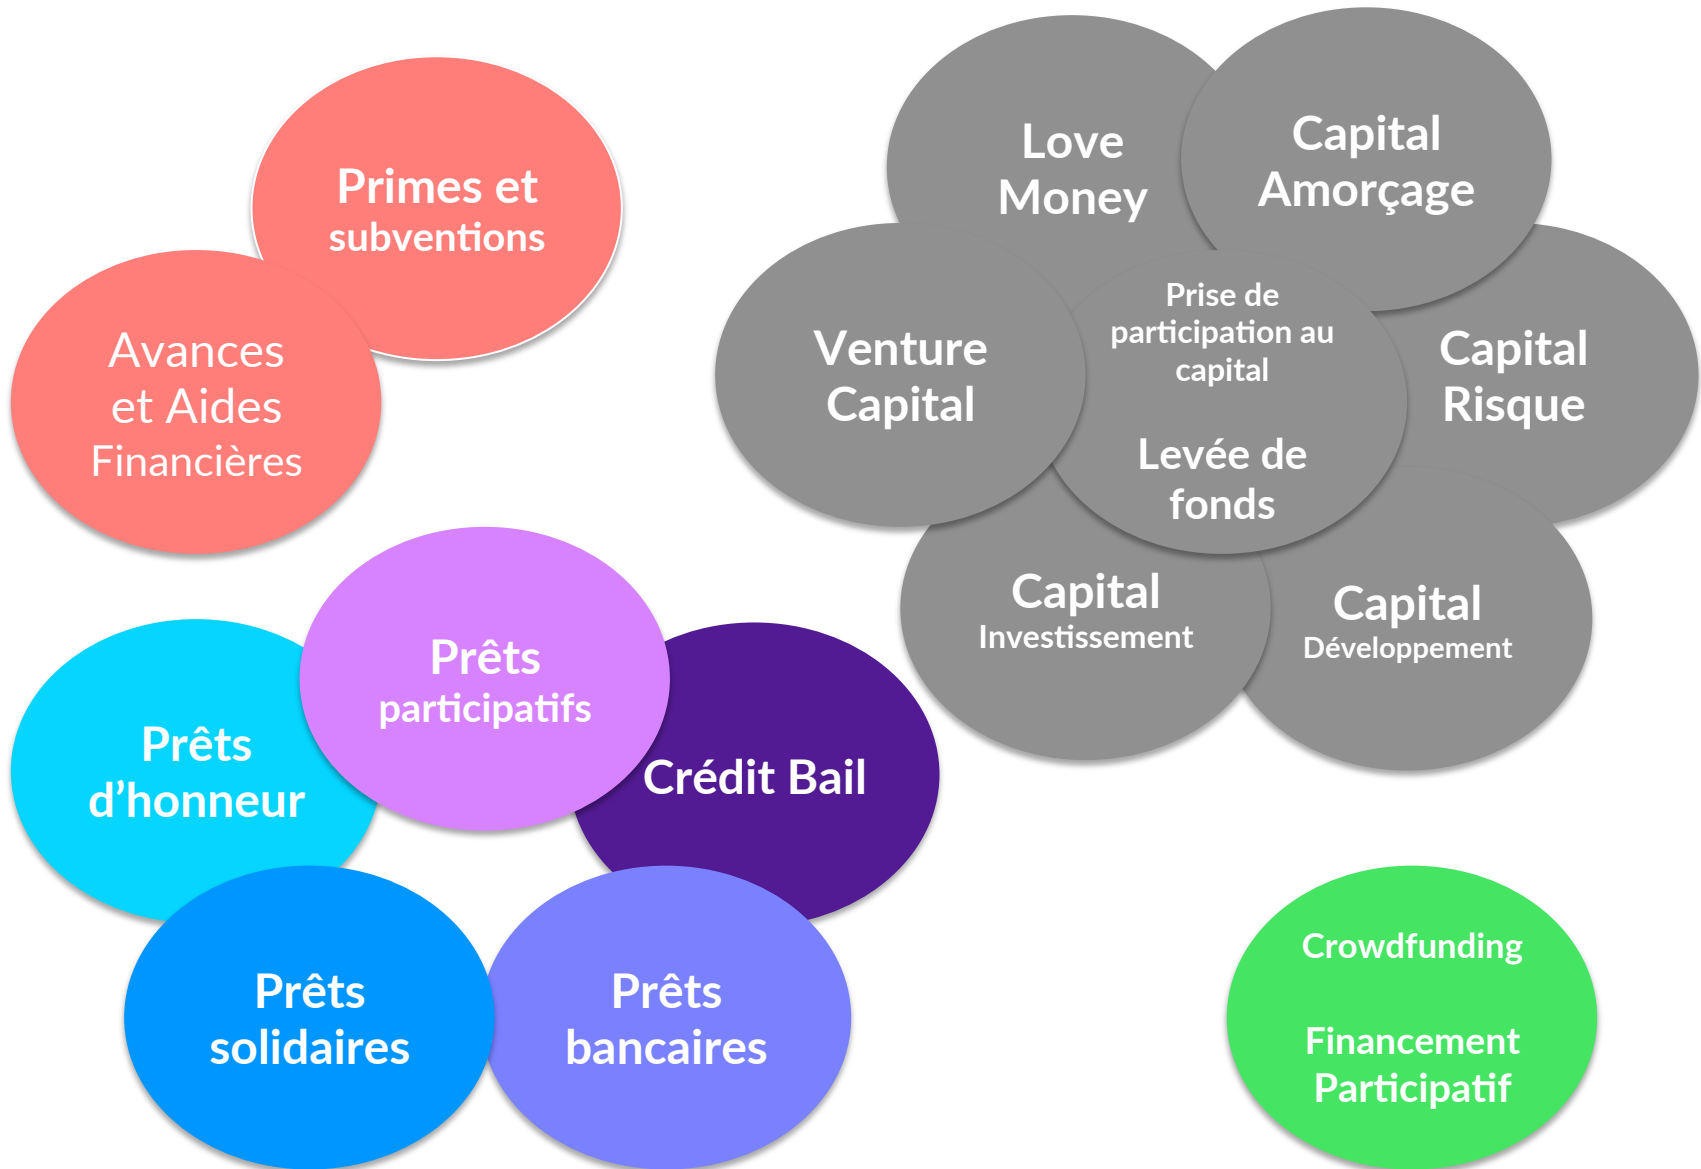 Primes et
subventions
Avances
et Aides
Financières
Love
Money
Capital
Amorçage
Venture
Capital
Prise de
participation au
capital
Levée de
fonds
Capital
Risque
Capital
Investissement
Capital
Développement
Prêts
participatifs
Prêts
d’honneur
Crédit Bail
Prêts
solidaires
Prêts
bancaires
Crowdfunding
Financement
Participatif